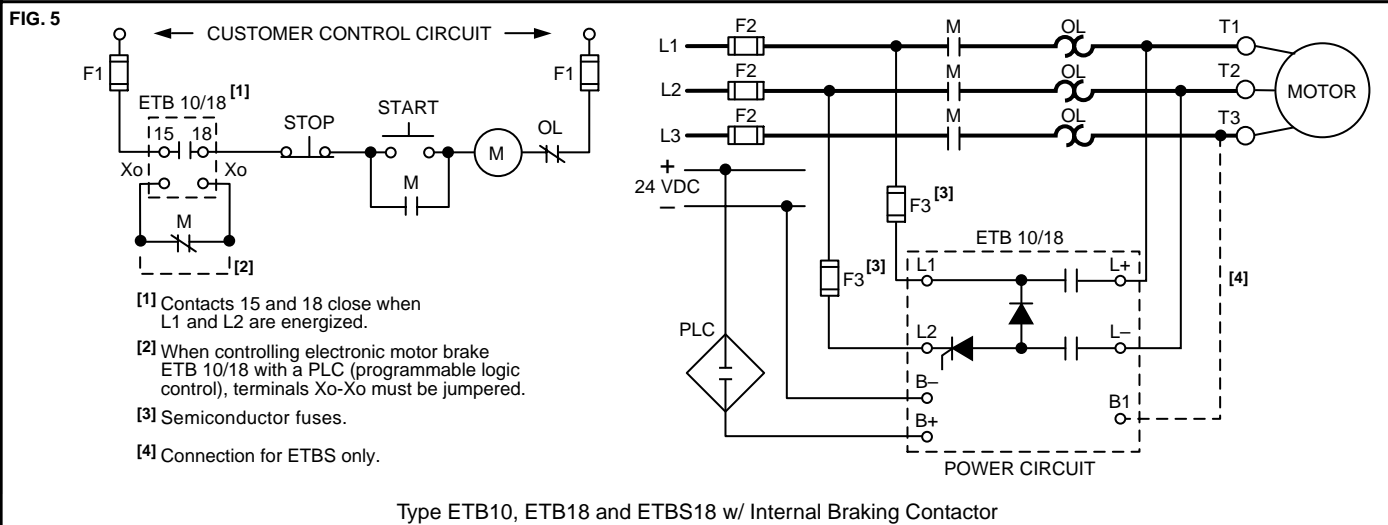 FIG. 5
CUSTOMER CONTROL CIRCUIT
F1
F1
ETB 10/18 [1]
15 18
Xo
Xo
STOP
START
M
M
OL
M
[2]
[1] Contacts 15 and 18 close when
L1 and L2 are energized.
[2] When controlling electronic motor brake
ETB 10/18 with a PLC (programmable logic
control), terminals Xo-Xo must be jumpered.
[3] Semiconductor fuses.
[4] Connection for ETBS only.
L1
F2
M
OL
T1
L2
F2
M
OL
T2
MOTOR
L3
F2
M
OL
T3
+
24 VDC
–
F3 [3]
F3 [3]
ETB 10/18
L1
L+
[4]
PLC
L2
L–
B–
B1
B+
POWER CIRCUIT
Type ETB10, ETB18 and ETBS18 w/ Internal Braking Contactor